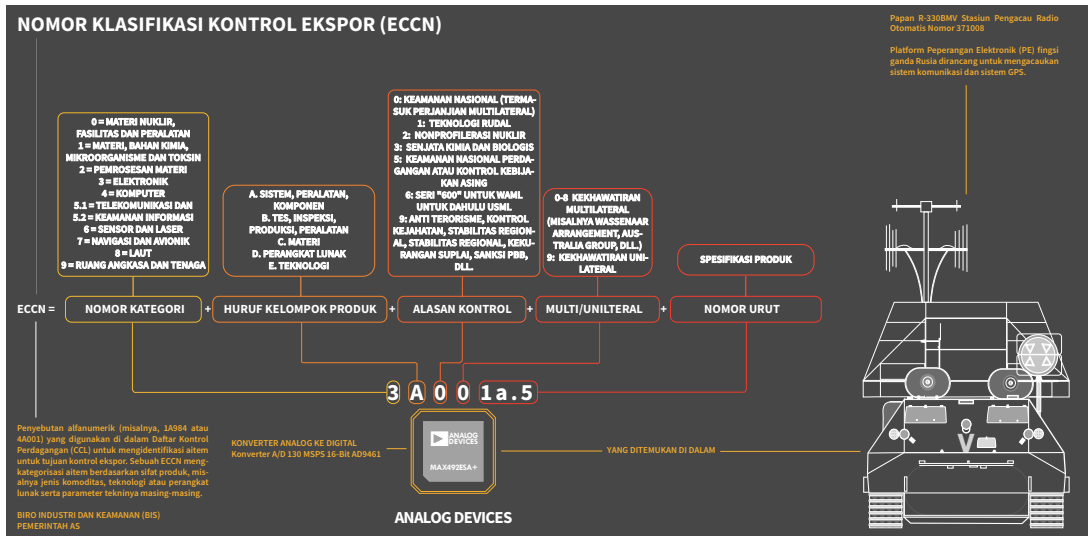 NOMOR KLASIFIKASI KONTROL EKSPOR (ECCN)
Papan R-330BMV Stasiun Pengacau Radio
Otomatis Nomor 371008
Platform Peperangan Elektronik (PE) fingsi
ganda Rusia dirancang untuk mengacaukan
sistem komunikasi dan sistem GPS.
0 = MATERI NUKLIR,
FASILITAS DAN PERALATAN
1 = MATERI, BAHAN KIMIA,
MIKROORGANISME DAN TOKSIN
2 = PEMROSESAN MATERI
3 = ELEKTRONIK
4 = KOMPUTER
5.1 = TELEKOMUNIKASI DAN
5.2 = KEAMANAN INFORMASI
6 = SENSOR DAN LASER
7 = NAVIGASI DAN AVIONIK
8 = LAUT
9 = RUANG ANGKASA DAN TENAGA
A. SISTEM, PERALATAN,
KOMPONEN
B. TES, INSPEKSI,
PRODUKSI, PERALATAN
C. MATERI
D. PERANGKAT LUNAK
E. TEKNOLOGI
0: KEAMANAN NASIONAL (TERMA-
SUK PERJANJIAN MULTILATERAL)
1: TEKNOLOGI RUDAL
2: NONPROFILERASI NUKLIR
3: SENJATA KIMIA DAN BIOLOGIS
5: KEAMANAN NASIONAL PERDA-
GANGAN ATAU KONTROL KEBIJA-
KAN ASING
6: SERI "600" UNTUK WAML
UNTUK DAHULU USML
9: ANTI TERORISME, KONTROL
KEJAHATAN, STABILITAS REGION-
AL, STABILITAS REGIONAL, KEKU-
RANGAN SUPLAI, SANKSI PBB,
DLL.
0-8 KEKHAWATIRAN
MULTILATERAL
(MISALNYA WASSENAAR
ARRANGEMENT, AUS-
TRALIA GROUP, DLL.)
9: KEKHAWATIRAN UNI-
LATERAL
SPESIFIKASI PRODUK
ECCN = NOMOR KATEGORI + HURUF KELOMPOK PRODUK + ALASAN KONTROL + MULTI/UNILTERAL + NOMOR URUT
3 A 0 0 1a.5
Penyebutan alfanumerik (misalnya, 1A984 atau
4A001) yang digunakan di dalam Daftar Kontrol
Perdagangan (CCL) untuk mengidentifikasi aitem
untuk tujuan kontrol ekspor. Sebuah ECCN meng-
kategorisasi aitem berdasarkan sifat produk, mis-
alnya jenis komoditas, teknologi atau perangkat
lunak serta parameter tekninya masing-masing.
BIRO INDUSTRI DAN KEAMANAN (BIS)
PEMERINTAH AS
KONVERTER ANALOG KE DIGITAL
Konverter A/D 130 MSPS 16-Bit AD9461
ANALOG
DEVICES
MAX492ESA+
YANG DITEMUKAN DI DALAM
ANALOG DEVICES
V